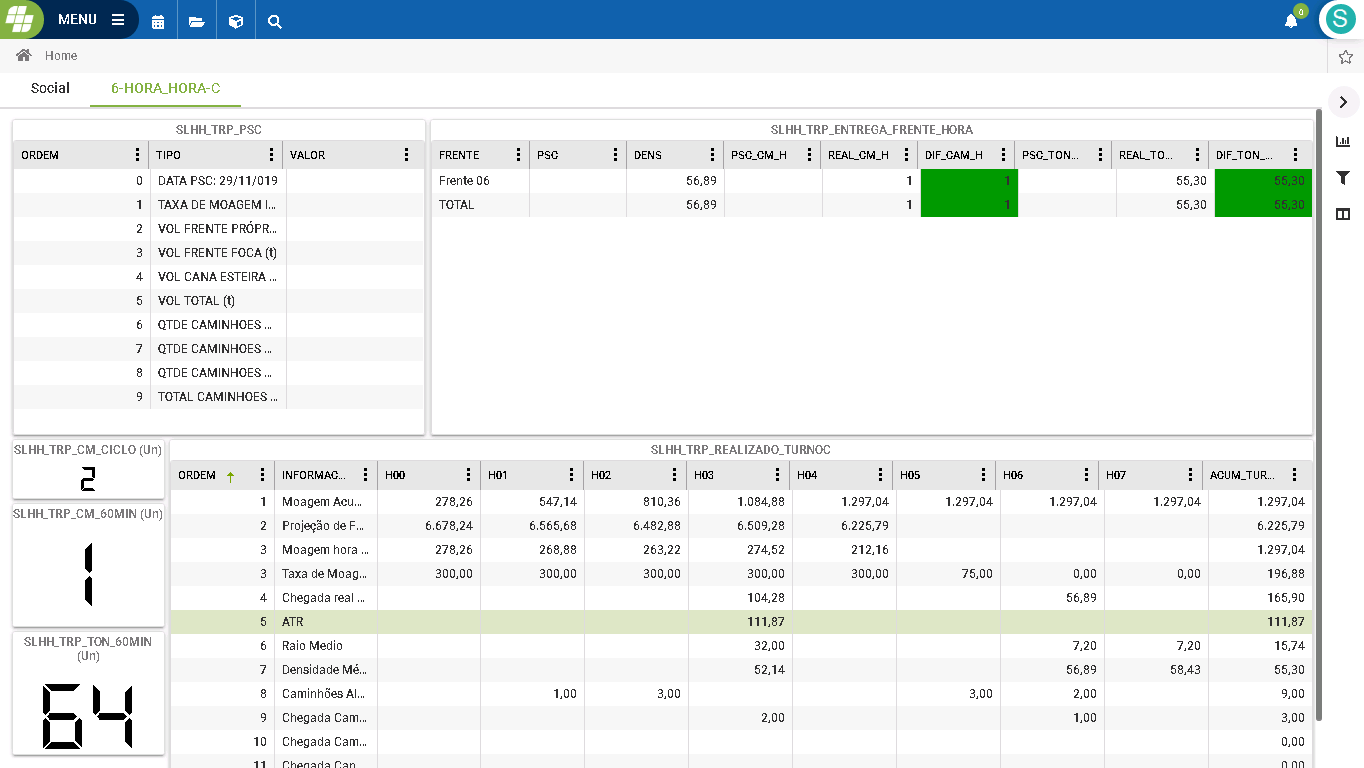 MENU
0
S
Home
Social 6-HORA_HORA-C
SLHH_TRP_PSC
ORDEM TIPO VALOR
0 DATA PSC: 29/11/019
1 TAXA DE MOAGEM I...
2 VOL FRENTE PRÓPR...
3 VOL FRENTE FOCA (t)
4 VOL CANA ESTEIRA ...
5 VOL TOTAL (t)
6 QTDE CAMINHOES ...
7 QTDE CAMINHOES ...
8 QTDE CAMINHOES ...
9 TOTAL CAMINHOES ...
SLHH_TRP_ENTREGA_FRENTE_HORA
FRENTE PSC DENS PSC_CM_H REAL_CM_H DIF_CAM_H PSC_TON... REAL_TO... DIF_TON_...
Frente 06 56,89 1 1 55,30 55,30
TOTAL 56,89 1 1 55,30 55,30
SLHH_TRP_CM_CICLO (Un)
2
SLHH_TRP_CM_60MIN (Un)
1
SLHH_TRP_TON_60MIN
(Un)
64
SLHH_TRP_REALIZADO_TURNOC
ORDEM INFORMAC... H00 H01 H02 H03 H04 H05 H06 H07 ACUM_TUR...
1 Moagem Acu... 278,26 547,14 810,36 1.084,88 1.297,04 1.297,04 1.297,04 1.297,04 1.297,04
2 Projeção de F... 6.678,24 6.565,68 6.482,88 6.509,28 6.225,79 6.225,79
3 Moagem hora ... 278,26 268,88 263,22 274,52 212,16 1.297,04
3 Taxa de Moag... 300,00 300,00 300,00 300,00 300,00 75,00 0,00 0,00 196,88
4 Chegada real ... 104,28 56,89 165,90
5 ATR 111,87 111,87
6 Raio Medio 32,00 7,20 7,20 15,74
7 Densidade Mé... 52,14 56,89 58,43 55,30
8 Caminhões Al... 1,00 3,00 3,00 2,00 9,00
9 Chegada Cam... 2,00 1,00 3,00
10 Chegada Cam... 0,00
11 Chegada Can... 0,00